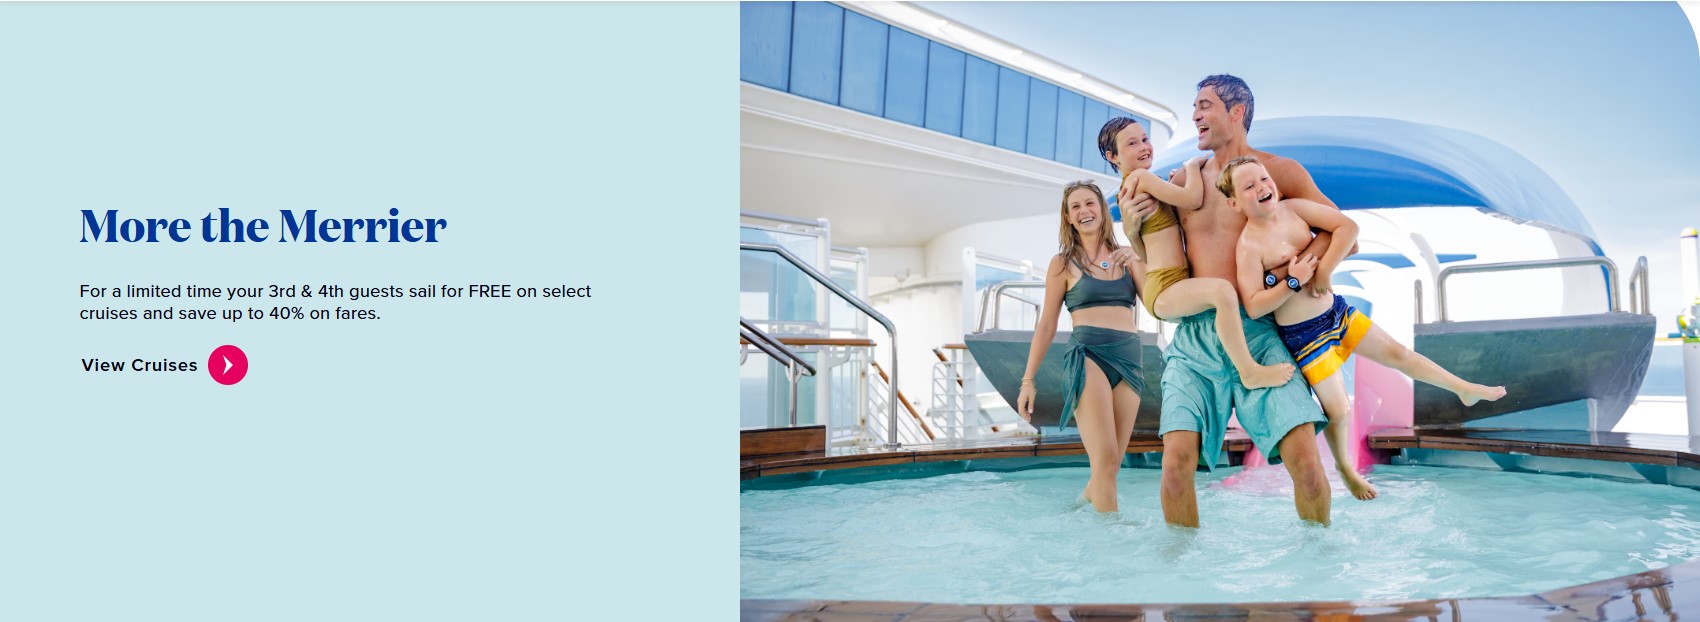 More the Merrier
For a limited time your 3rd & 4th guests sail for FREE on select
cruises and save up to 40% on fares.
View Cruises